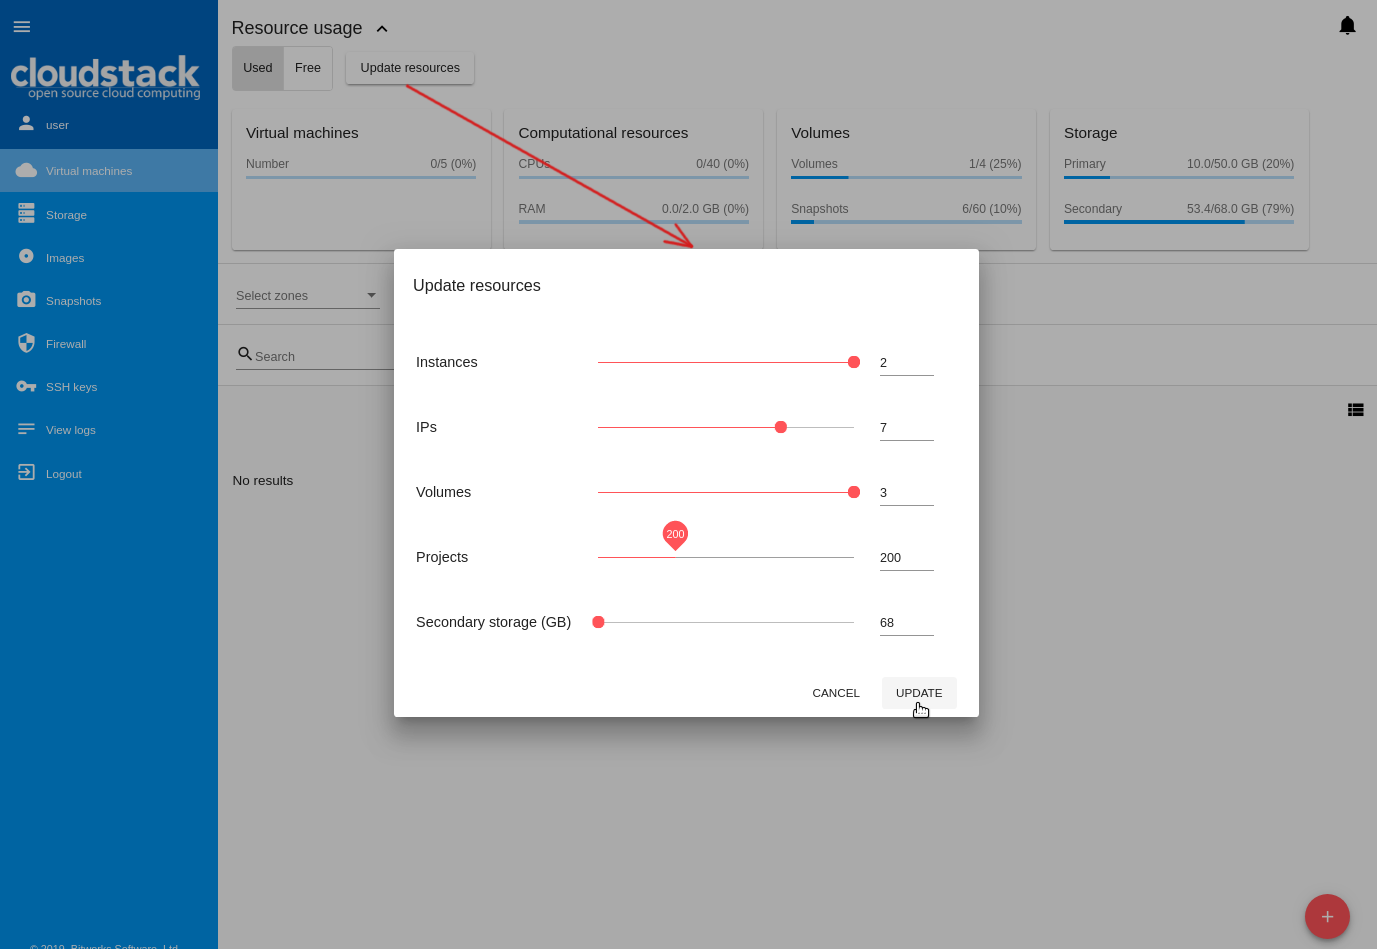 Resource usage
Used Free Update resources
cloudstack
open source cloud computing
user
Virtual machines
Storage
Images
Snapshots
Firewall
SSH keys
View logs
Logout
Virtual machines
Number 0/5 (0%)
Computational resources
CPUs 0/40 (0%)
RAM 0.0/2.0 GB (0%)
Volumes
Volumes 1/4 (25%)
Snapshots 6/60 (10%)
Storage
Primary 10.0/50.0 GB (20%)
Secondary 53.4/68.0 GB (79%)
Select zones
Search
No results
Update resources
Instances 2
IPs 7
Volumes 3
200
Projects 200
Secondary storage (GB) 68
CANCEL UPDATE
© 2019, Bitworks Software, Ltd.